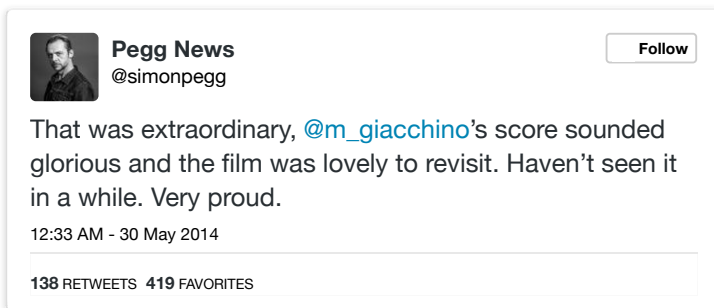 Pegg News
Follow
@simonpegg
That was extraordinary, @m_giacchino’s score sounded
glorious and the film was lovely to revisit. Haven’t seen it
in a while. Very proud.
12:33 AM - 30 May 2014
138 RETWEETS 419 FAVORITES